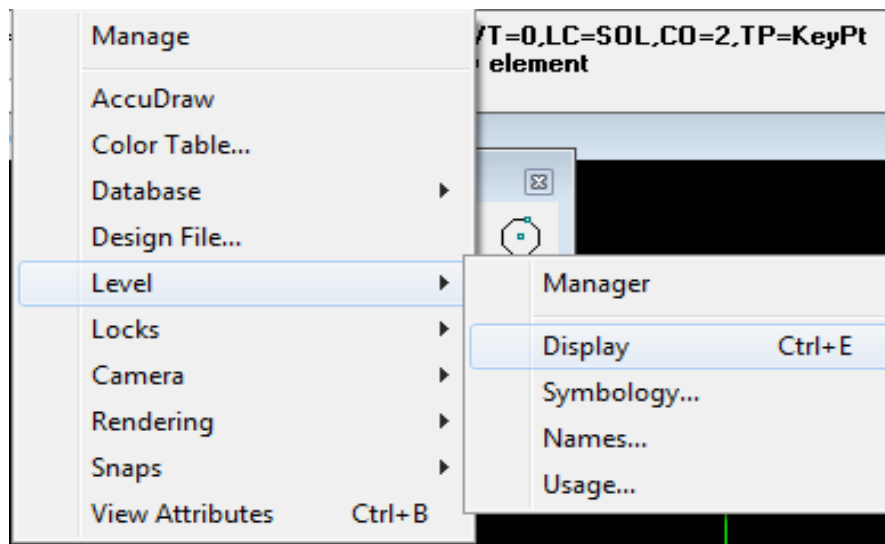 Manage
AccuDraw
Color Table...
Database
Design File...
Level
Locks
Camera
Rendering
Snaps
View Attributes Ctrl+B
T=0,LC=SOL,CO=2,TP=KeyPt
element
Manager
Display Ctrl+E
Symbology...
Names...
Usage...